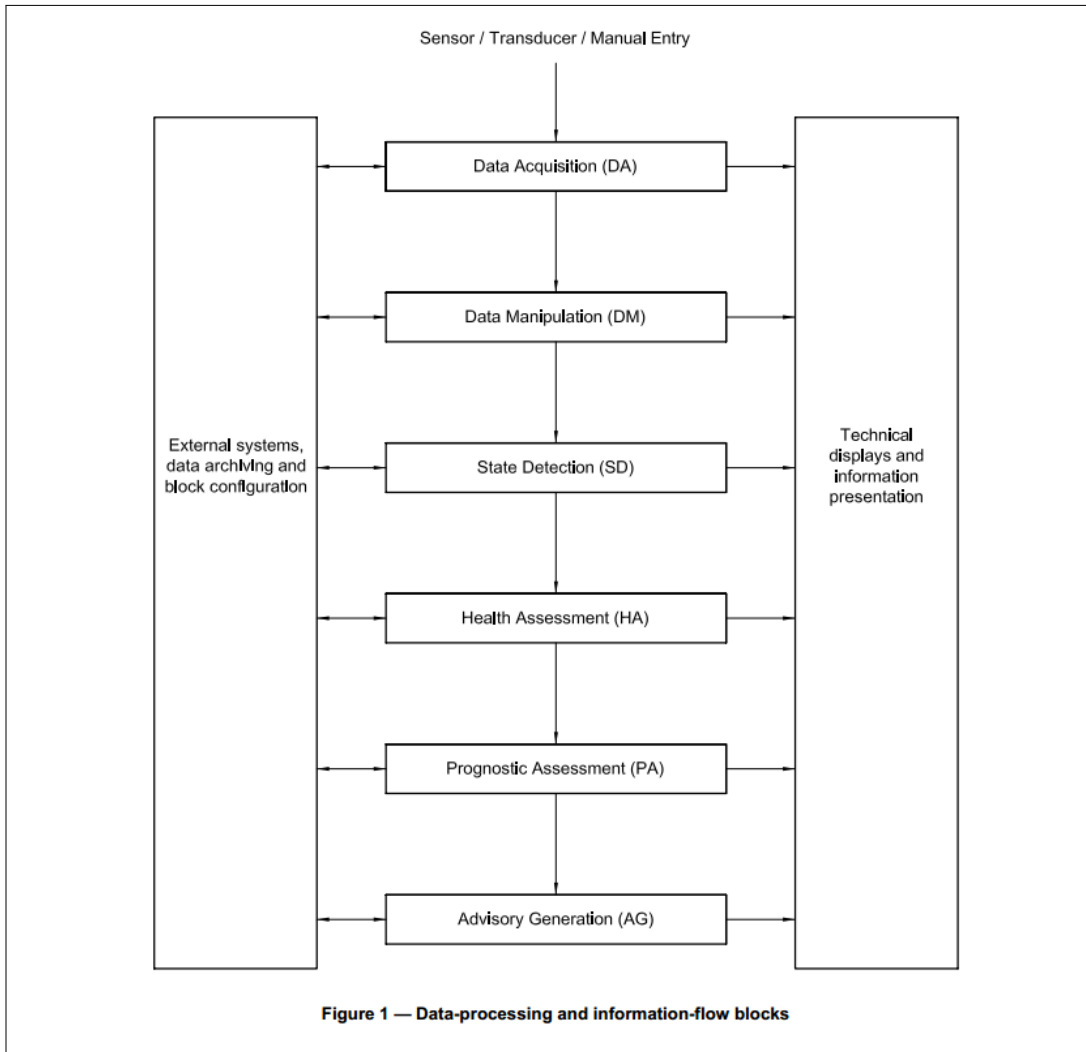 Sensor / Transducer / Manual Entry
Data Acquisition (DA)
Data Manipulation (DM)
External systems,
data archiving and
block configuration
State Detection (SD)
Technical
displays and
information
presentation
Health Assessment (HA)
Prognostic Assessment (PA)
Advisory Generation (AG)
Figure 1 — Data-processing and information-flow blocks